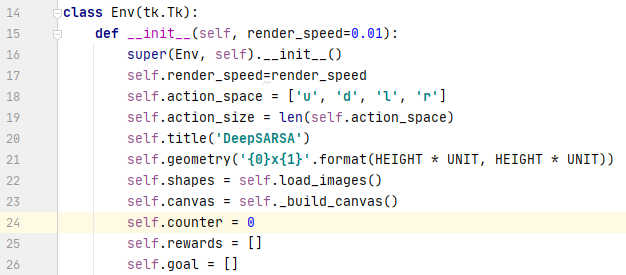 14 class Env(tk.Tk):
15     def __init__(self, render_speed=0.01):
16         super(Env, self).__init__()
17         self.render_speed=render_speed
18         self.action_space = ['u', 'd', 'l', 'r']
19         self.action_size = len(self.action_space)
20         self.title('DeepSARSA')
21         self.geometry('{0}x{1}'.format(HEIGHT * UNIT, HEIGHT * UNIT))
22         self.shapes = self.load_images()
23         self.canvas = self._build_canvas()
24         self.counter = 0
25         self.rewards = []
26         self.goal = []